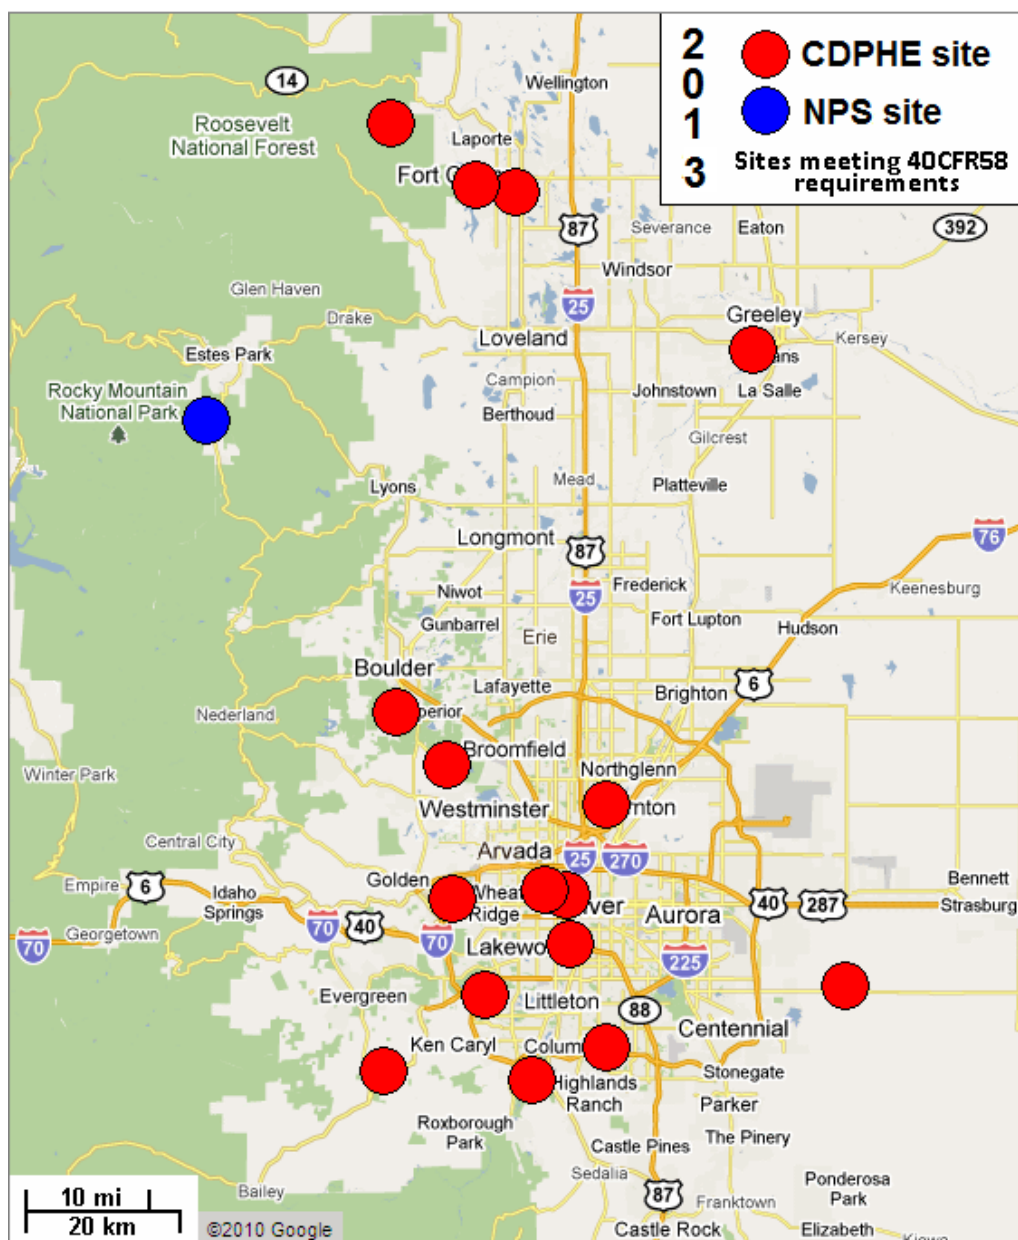 2
0
1
3
CDPHE site
NPS site
Sites meeting 40CFR58
requirements
14
Wellington
Roosevelt
National Forest
Laporte
Fort
87
Severance
Eaton
392
Windsor
Glen Haven
25
Greeley
Drake
Loveland
Kersey
Estes Park
ans
Rocky Mountain
National Park
Campion
Johnstown
La Salle
Berthoud
Gilcrest
Mead
Platteville
Lyons
Longmont
87
76
25
Frederick
Keenesburg
Niwot
Gunbarrel
Fort Lupton
Hudson
Erie
Boulder
Lafayette
Brighton
6
perior
Nederland
Broomfield
Winter Park
Northglenn
Westminster
nton
Central City
Arvada
25
270
Empire
6
Golden
Bennett
Idaho
Springs
Wheat
Ridge
ver
Aurora
40
287
Strasburg
70
Georgetown
70
40
70
Lakewo
225
Evergreen
Littleton
88
Centennial
Ken Caryl
Colum
Stonegate
Highlands
Ranch
Parker
Roxborough
Park
The Pinery
Castle Pines
Sedalia
Ponderosa
Park
Bailey
87
Franktown
10 mi
20 km
©2010 Google
Castle Rock
Elizabeth
Kiowa